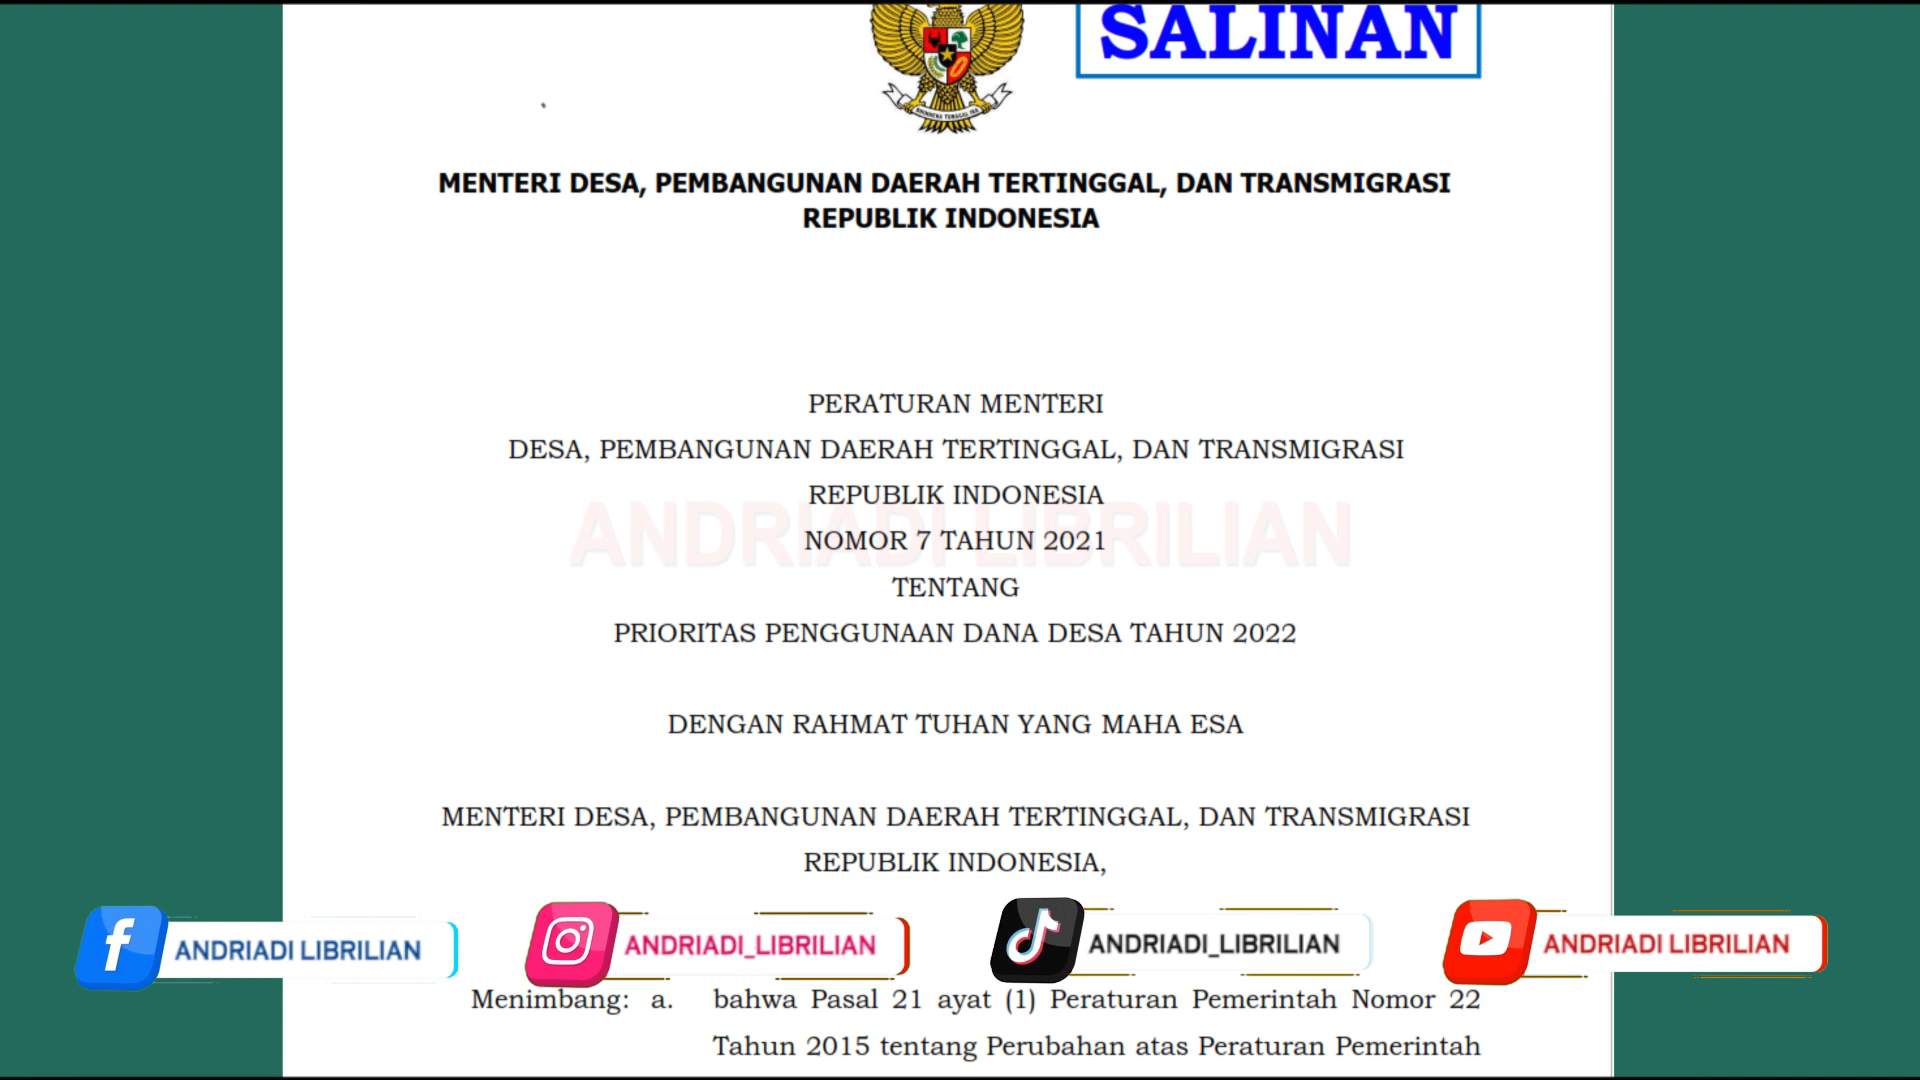 SALINAN
MENTERI DESA, PEMBANGUNAN DAERAH TERTINGGAL, DAN TRANSMIGRASI
REPUBLIK INDONESIA
PERATURAN MENTERI
DESA, PEMBANGUNAN DAERAH TERTINGGAL, DAN TRANSMIGRASI
REPUBLIK INDONESIA
ANDRIADI LIBRILIAN
NOMOR 7 TAHUN 2021
TENTANG
PRIORITAS PENGGUNAAN DANA DESA TAHUN 2022
DENGAN RAHMAT TUHAN YANG MAHA ESA
MENTERI DESA, PEMBANGUNAN DAERAH TERTINGGAL, DAN TRANSMIGRASI
REPUBLIK INDONESIA,
ANDRIADI LIBRILIAN
ANDRIADI_LIBRILIAN
ANDRIADI_LIBRILIAN
ANDRIADI LIBRILIAN
Menimbang: a. bahwa Pasal 21 ayat (1) Peraturan Pemerintah Nomor 22
Tahun 2015 tentang Perubahan atas Peraturan Pemerintah